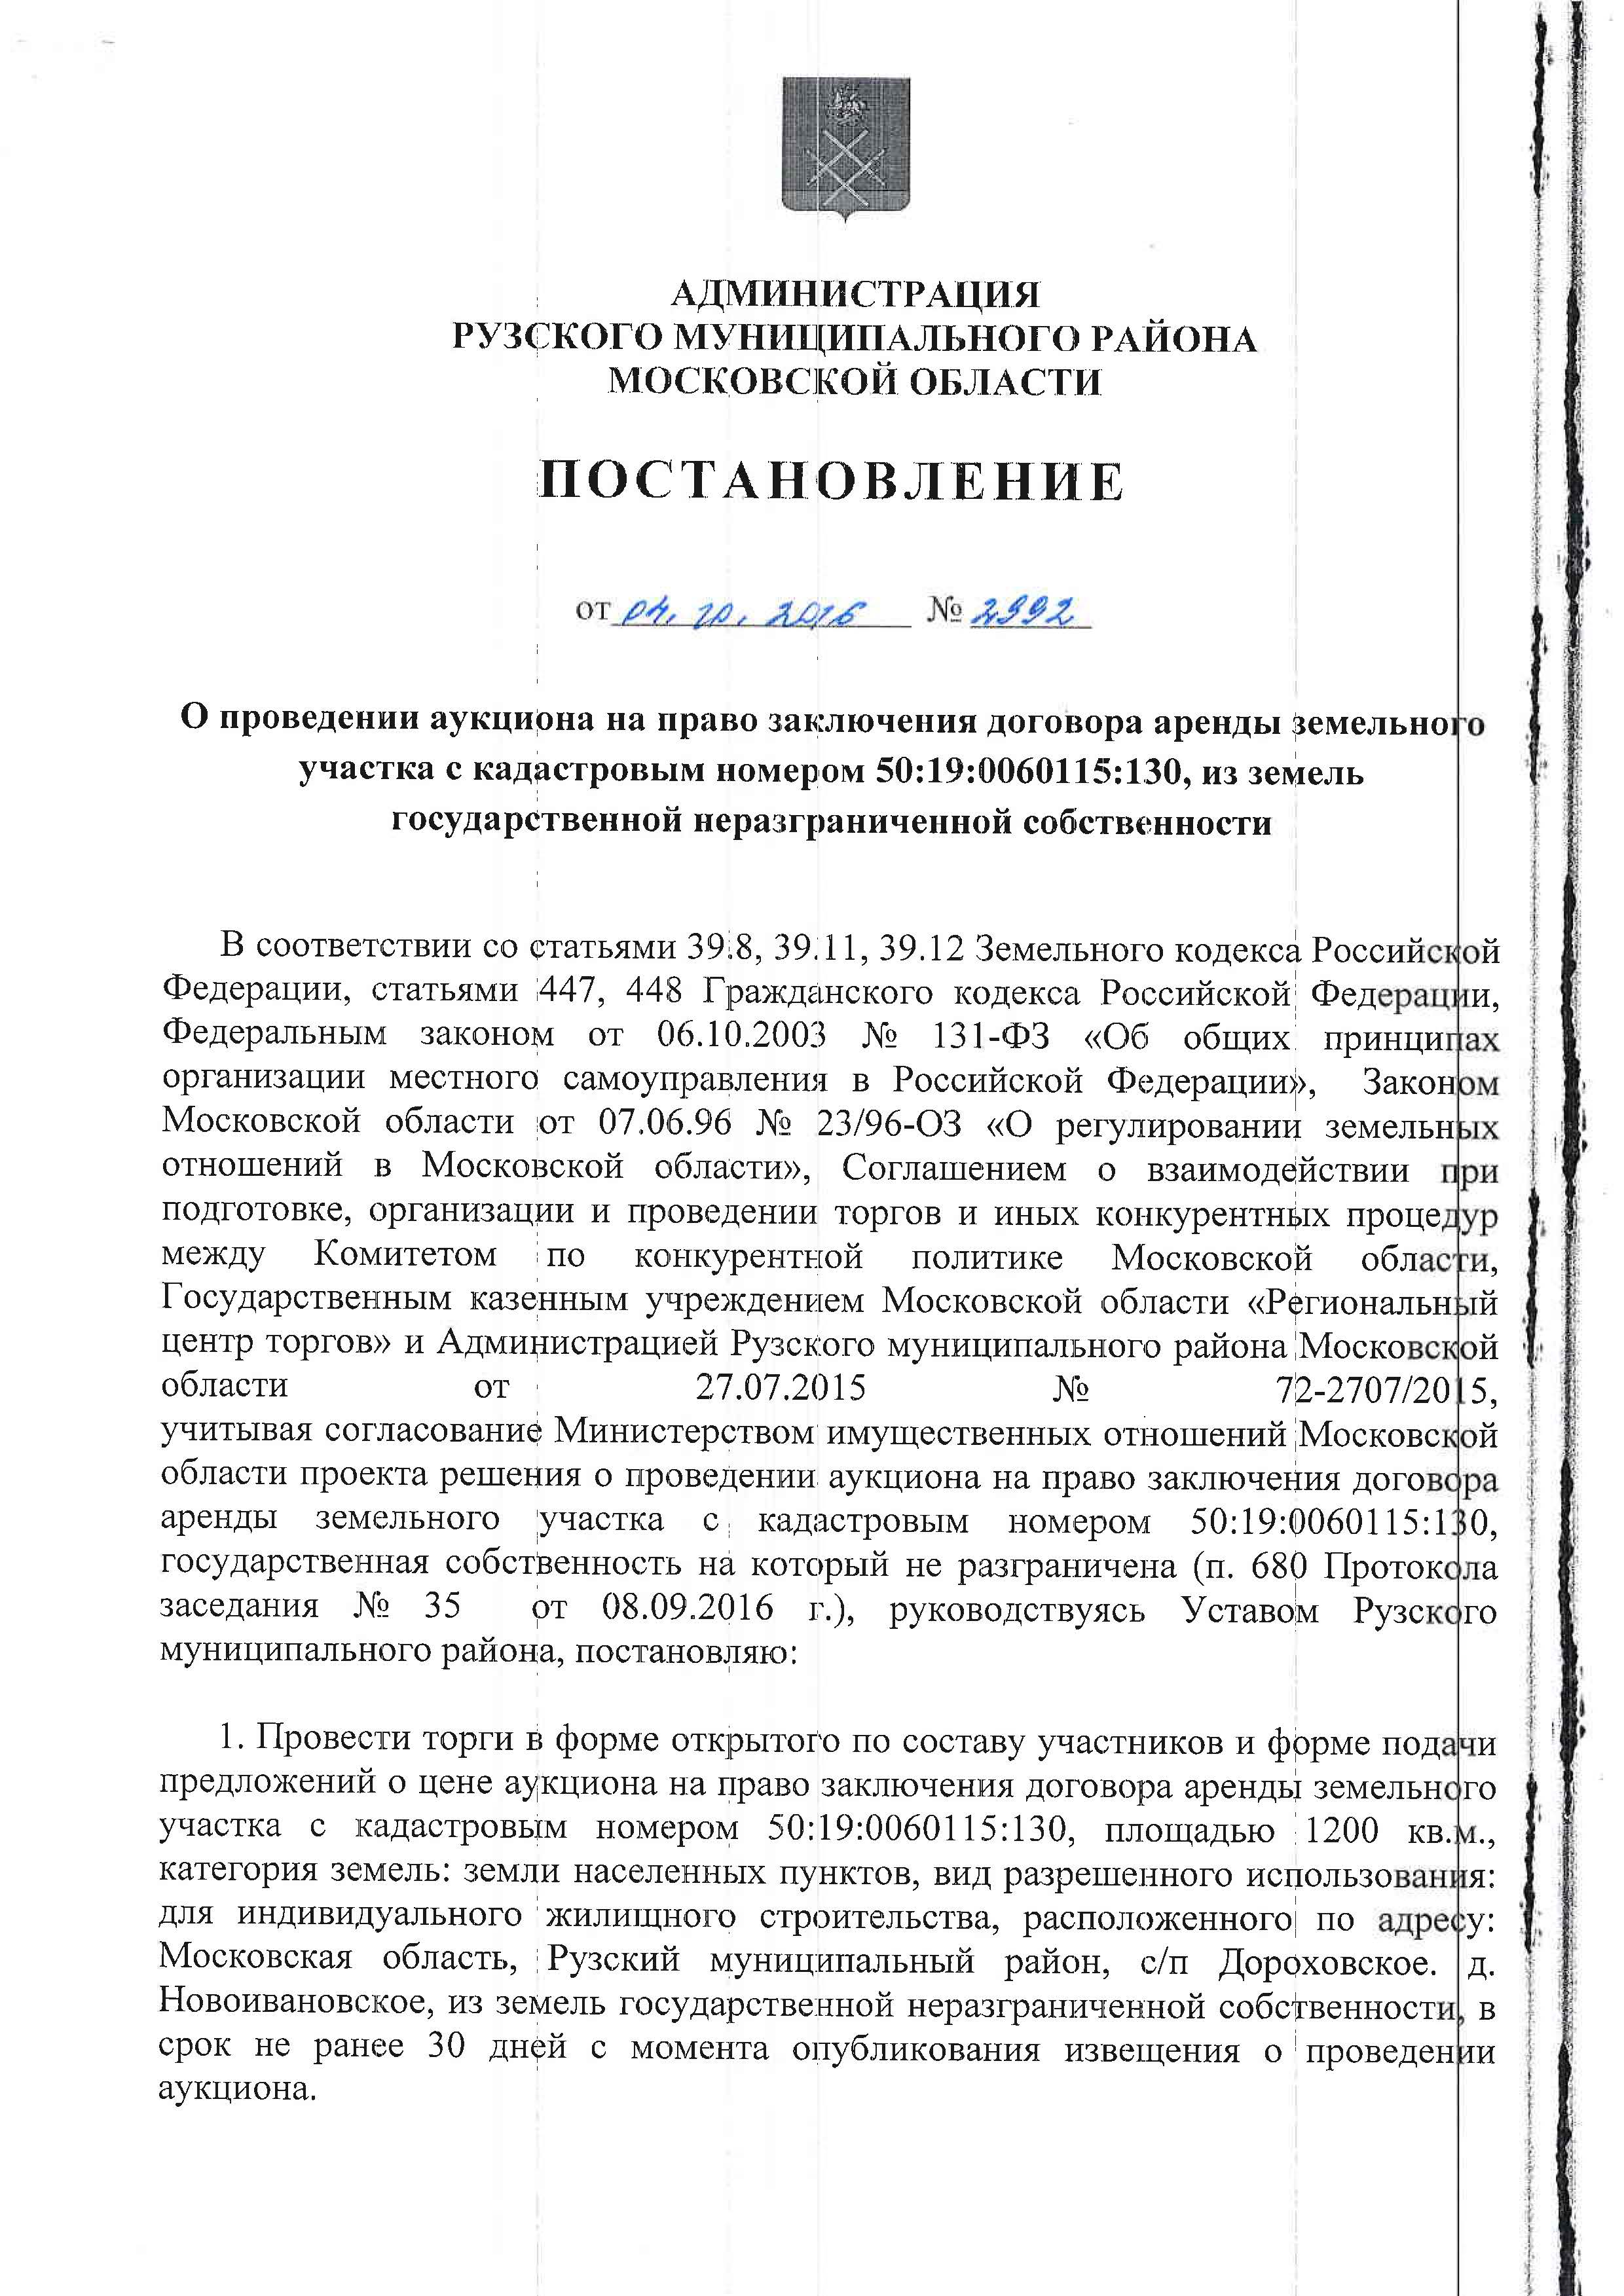 АДМИНИСТРАЦИЯ
РУЗСКОГО МУНИЦИПАЛЬНОГО РАЙОНА
МОСКОВСКОЙ ОБЛАСТИ
ПОСТАНОВЛЕНИЕ
от 04.10.2016 № 2992
О проведении аукциона на право заключения договора аренды земельного
участка с кадастровым номером 50:19:0060115:130, из земель
государственной неразграниченной собственности
В соответствии со статьями 39.8, 39.11, 39.12 Земельного кодекса Российской
Федерации, статьями 447, 448 Гражданского кодекса Российской Федерации,
Федеральным законом от 06.10.2003 № 131-ФЗ «Об общих принципах
организации местного самоуправления в Российской Федерации», Законом
Московской области от 07.06.96 № 23/96-ОЗ «О регулировании земельных
отношений в Московской области», Соглашением о взаимодействии при
подготовке, организации и проведении торгов и иных конкурентных процедур
между Комитетом по конкурентной политике Московской области,
Государственным казенным учреждением Московской области «Региональный
центр торгов» и Администрацией Рузского муниципального района Московской
области от 27.07.2015 № 72-2707/2015,
учитывая согласование Министерством имущественных отношений Московской
области проекта решения о проведении аукциона на право заключения договора
аренды земельного участка с кадастровым номером 50:19:0060115:130,
государственная собственность на который не разграничена (п. 680 Протокола
заседания № 35 от 08.09.2016 г.), руководствуясь Уставом Рузского
муниципального района, постановляю:
1. Провести торги в форме открытого по составу участников и форме подачи
предложений о цене аукциона на право заключения договора аренды земельного
участка с кадастровым номером 50:19:0060115:130, площадью 1200 кв.м.,
категория земель: земли населенных пунктов, вид разрешенного использования:
для индивидуального жилищного строительства, расположенного по адресу:
Московская область, Рузский муниципальный район, с/п Дороховское. д.
Новоивановское, из земель государственной неразграниченной собственности, в
срок не ранее 30 дней с момента опубликования извещения о проведении
аукциона.